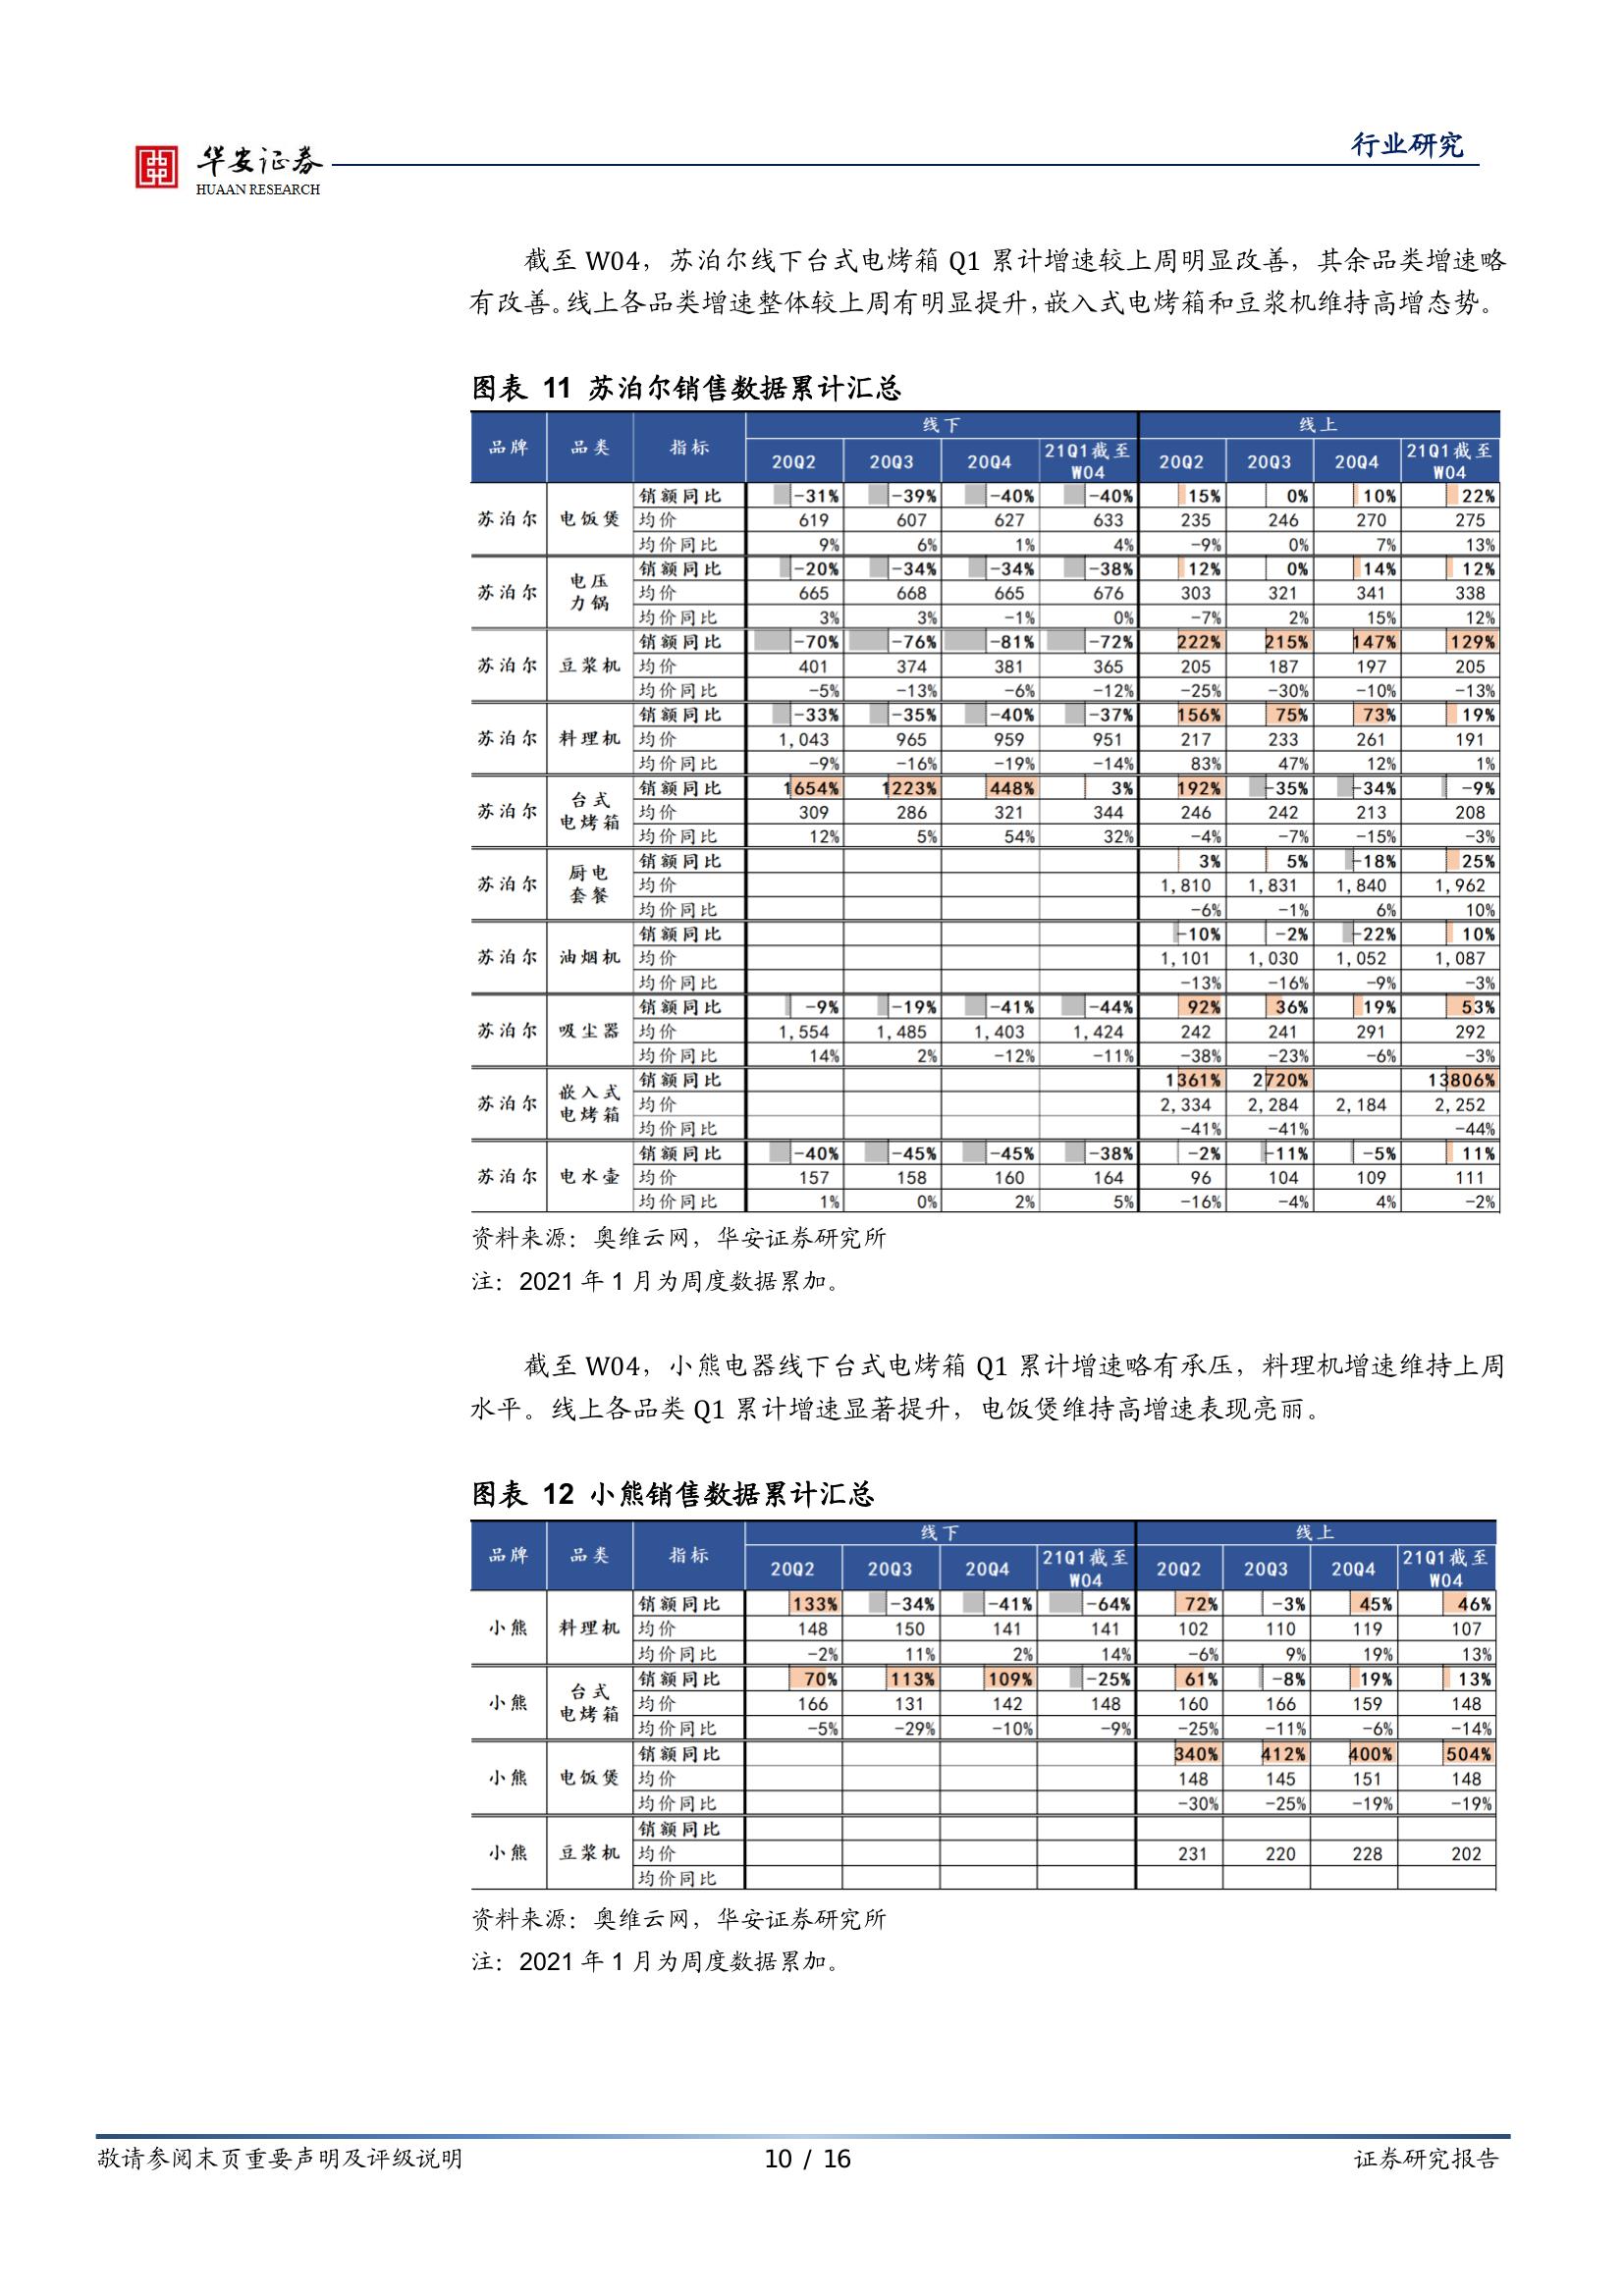 华安证券
HUAAN RESEARCH
行业研究
截至 W04，苏泊尔线下台式电烤箱 Q1 累计增速较上周明显改善，其余品类增速略
有改善。线上各品类增速整体较上周有明显提升，嵌入式电烤箱和豆浆机维持高增态势。
图表 11 苏泊尔销售数据累计汇总
品牌 品类 指标 线下 线上
20Q2 20Q3 20Q4 21Q1截至W04 20Q2 20Q3 20Q4 21Q1截至W04
苏泊尔 电饭煲 销额同比 -31% -39% -40% -40% 15% 0% 10% 22%
均价 619 607 627 633 235 246 270 275
均价同比 9% 6% 1% 4% -9% 0% 7% 13%
苏泊尔 电压力锅 销额同比 -20% -34% -34% -38% 12% 0% 14% 12%
均价 665 668 665 676 303 321 341 338
均价同比 3% 3% -1% 0% -7% 2% 15% 12%
苏泊尔 豆浆机 销额同比 -70% -76% -81% -72% 222% 215% 147% 129%
均价 401 374 381 365 205 187 197 205
均价同比 -5% -13% -6% -12% -25% -30% -10% -13%
苏泊尔 料理机 销额同比 -33% -35% -40% -37% 156% 75% 73% 19%
均价 1,043 965 959 951 217 233 261 191
均价同比 -9% -16% -19% -14% 83% 47% 12% 1%
苏泊尔 台式电烤箱 销额同比 1654% 1223% 448% 3% 192% -35% -34% -9%
均价 309 286 321 344 246 242 213 208
均价同比 12% 5% 54% 32% -4% -7% -15% -3%
苏泊尔 厨电套餐 销额同比 3% 5% -18% 25%
均价 1,810 1,831 1,840 1,962
均价同比 -6% -1% 6% 10%
苏泊尔 油烟机 销额同比 -10% -2% -22% 10%
均价 1,101 1,030 1,052 1,087
均价同比 -13% -16% -9% -3%
苏泊尔 吸尘器 销额同比 -9% -19% -41% -44% 92% 36% 19% 53%
均价 1,554 1,485 1,403 1,424 242 241 291 292
均价同比 14% 2% -12% -11% -38% -23% -6% -3%
苏泊尔 嵌入式电烤箱 销额同比 1361% 2720% 13806%
均价 2,334 2,284 2,184 2,252
均价同比 -41% -41% -44%
苏泊尔 电水壶 销额同比 -40% -45% -45% -38% -2% -11% -5% 11%
均价 157 158 160 164 96 104 109 111
均价同比 1% 0% 2% 5% -16% -4% 4% -2%
资料来源：奥维云网，华安证券研究所
注：2021 年 1 月为周度数据累加。
截至 W04，小熊电器线下台式电烤箱 Q1 累计增速略有承压，料理机增速维持上周
水平。线上各品类 Q1 累计增速显著提升，电饭煲维持高增速表现亮丽。
图表 12 小熊销售数据累计汇总
品牌 品类 指标 线下 线上
20Q2 20Q3 20Q4 21Q1截至W04 20Q2 20Q3 20Q4 21Q1截至W04
小熊 料理机 销额同比 133% -34% -41% -64% 72% -3% 45% 46%
均价 148 150 141 141 102 110 119 107
均价同比 -2% 11% 2% 14% -6% 9% 19% 13%
小熊 台式电烤箱 销额同比 70% 113% 109% -25% 61% -8% 19% 13%
均价 166 131 142 148 160 166 159 148
均价同比 -5% -29% -10% -9% -25% -11% -6% -14%
小熊 电饭煲 销额同比 340% 412% 400% 504%
均价 148 145 151 148
均价同比 -30% -25% -19% -19%
小熊 豆浆机 销额同比
均价 231 220 228 202
均价同比
资料来源：奥维云网，华安证券研究所
注：2021 年 1 月为周度数据累加。
敬请参阅末页重要声明及评级说明 10 / 16 证券研究报告